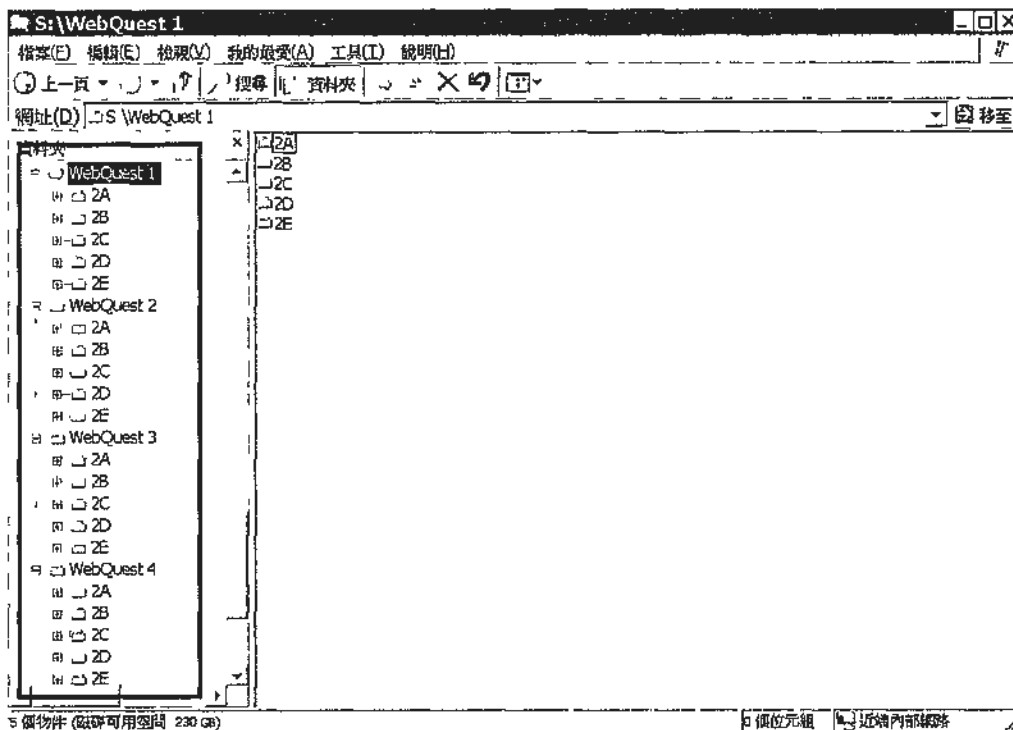 S:\WebQuest 1
檔案(F) 編輯(E) 檢視(V) 我的最愛(A) 工具(T) 說明(H)
上一頁 搜尋 資料夾
網址(D) S \WebQuest 1 移至
資料夾
WebQuest 1
2A
2B
2C
2D
2E
WebQuest 2
2A
2B
2C
2D
2E
WebQuest 3
2A
2B
2C
2D
2E
WebQuest 4
2A
2B
2C
2D
2E
2A
2B
2C
2D
2E
5 個物件 (磁碟可用空間 230 GB) 0 個位元組 近端內部網路